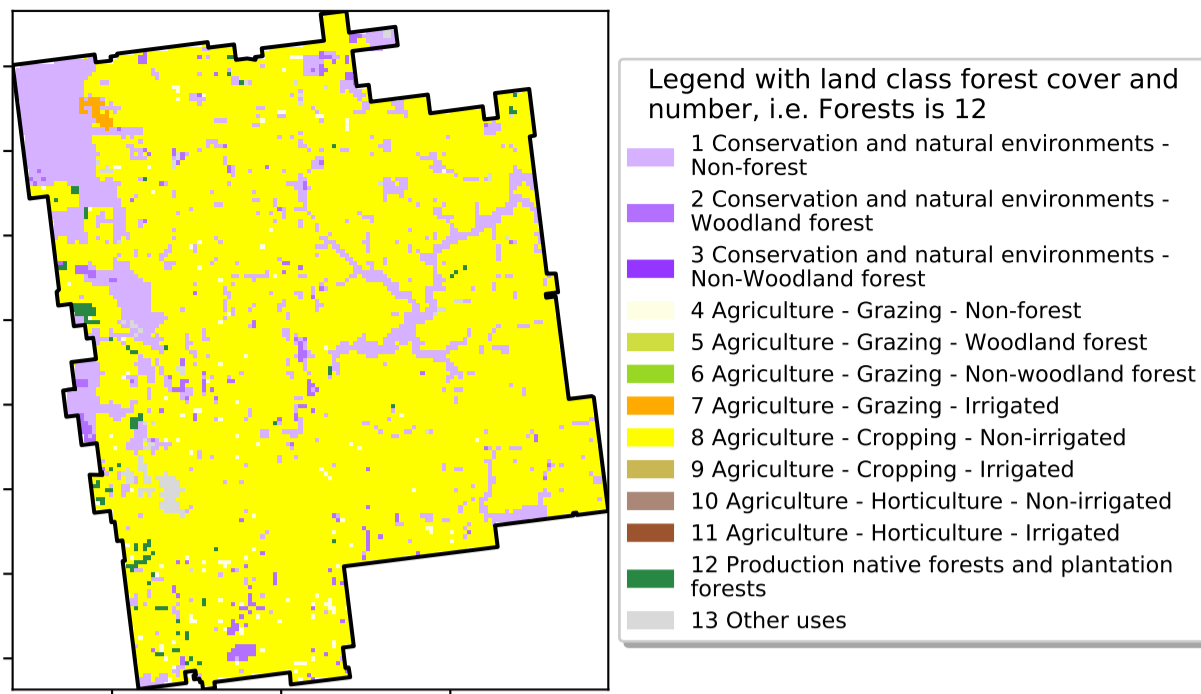 Legend with land class forest cover and
number, i.e. Forests is 12
1 Conservation and natural environments -
Non-forest
2 Conservation and natural environments -
Woodland forest
3 Conservation and natural environments -
Non-Woodland forest
4 Agriculture - Grazing - Non-forest
5 Agriculture - Grazing - Woodland forest
6 Agriculture - Grazing - Non-woodland forest
7 Agriculture - Grazing - Irrigated
8 Agriculture - Cropping - Non-irrigated
9 Agriculture - Cropping - Irrigated
10 Agriculture - Horticulture - Non-irrigated
11 Agriculture - Horticulture - Irrigated
12 Production native forests and plantation
forests
13 Other uses